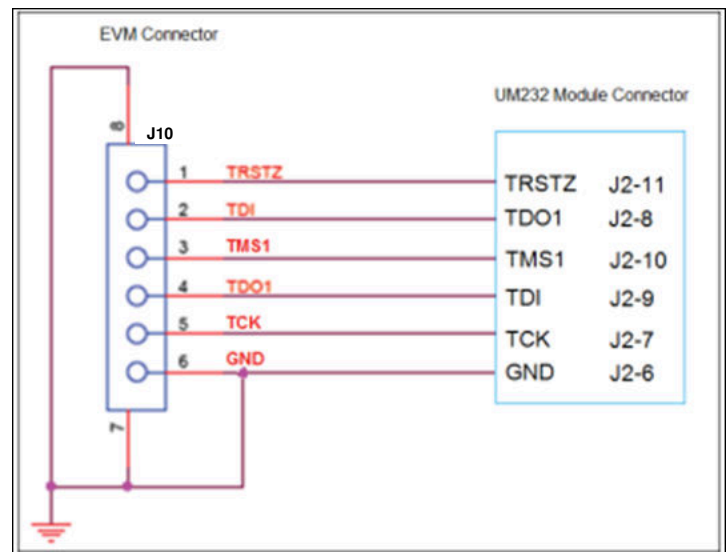 EVM Connector
UM232 Module Connector
8
J10
1 TRSTZ TRSTZ J2-11
2 TDI TDO1 J2-8
3 TMS1 TMS1 J2-10
4 TDO1 TDI J2-9
5 TCK TCK J2-7
6 GND GND J2-6
7